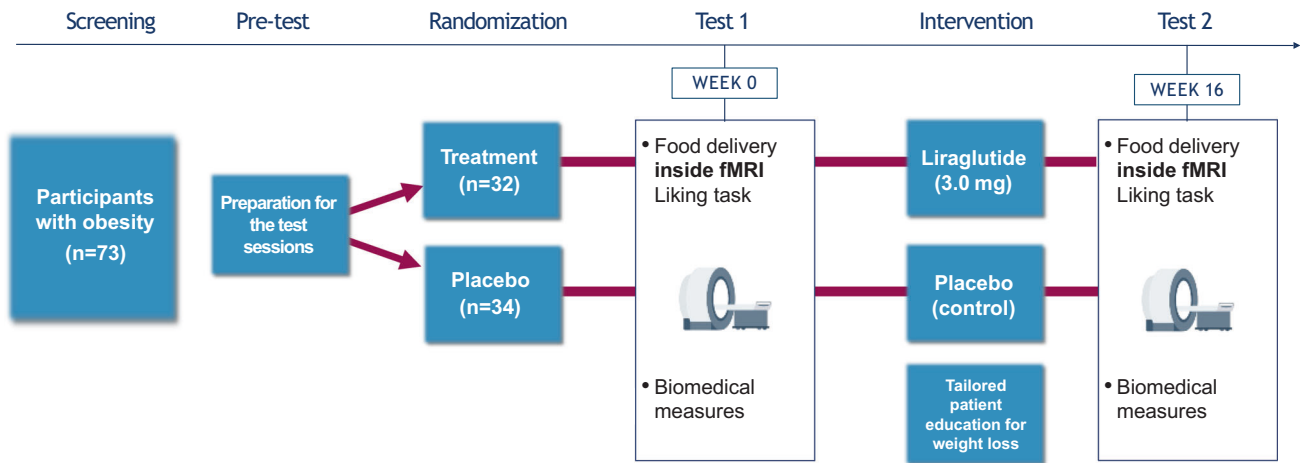 Screening
Pre-test
Randomization
Test 1
Intervention
Test 2
WEEK 0
WEEK 16
Participants
with obesity
(n=73)
Preparation for
the test
sessions
Treatment
(n=32)
Placebo
(n=34)
• Food delivery
inside fMRI
Liking task
• Biomedical
measures
Liraglutide
(3.0 mg)
Placebo
(control)
Tailored
patient
education for
weight loss
• Food delivery
inside fMRI
Liking task
• Biomedical
measures